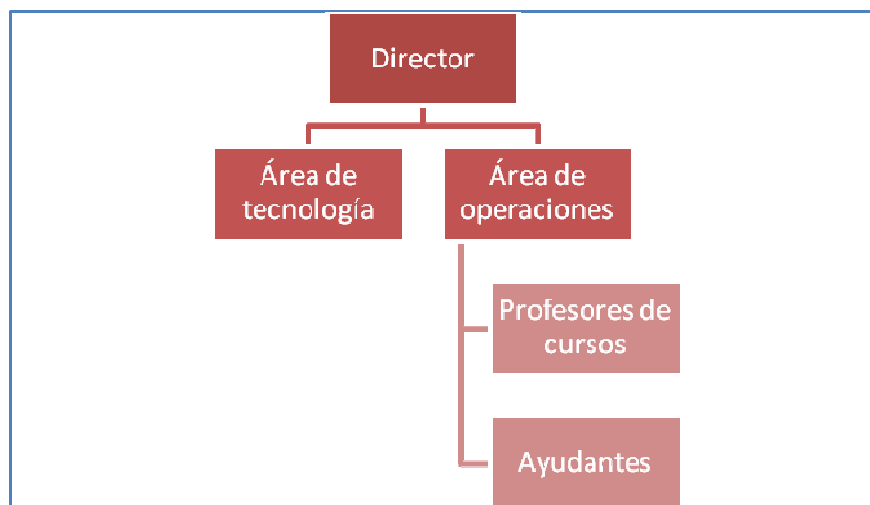 Director
Área de
tecnología
Área de
operaciones
Profesores de
cursos
Ayudantes